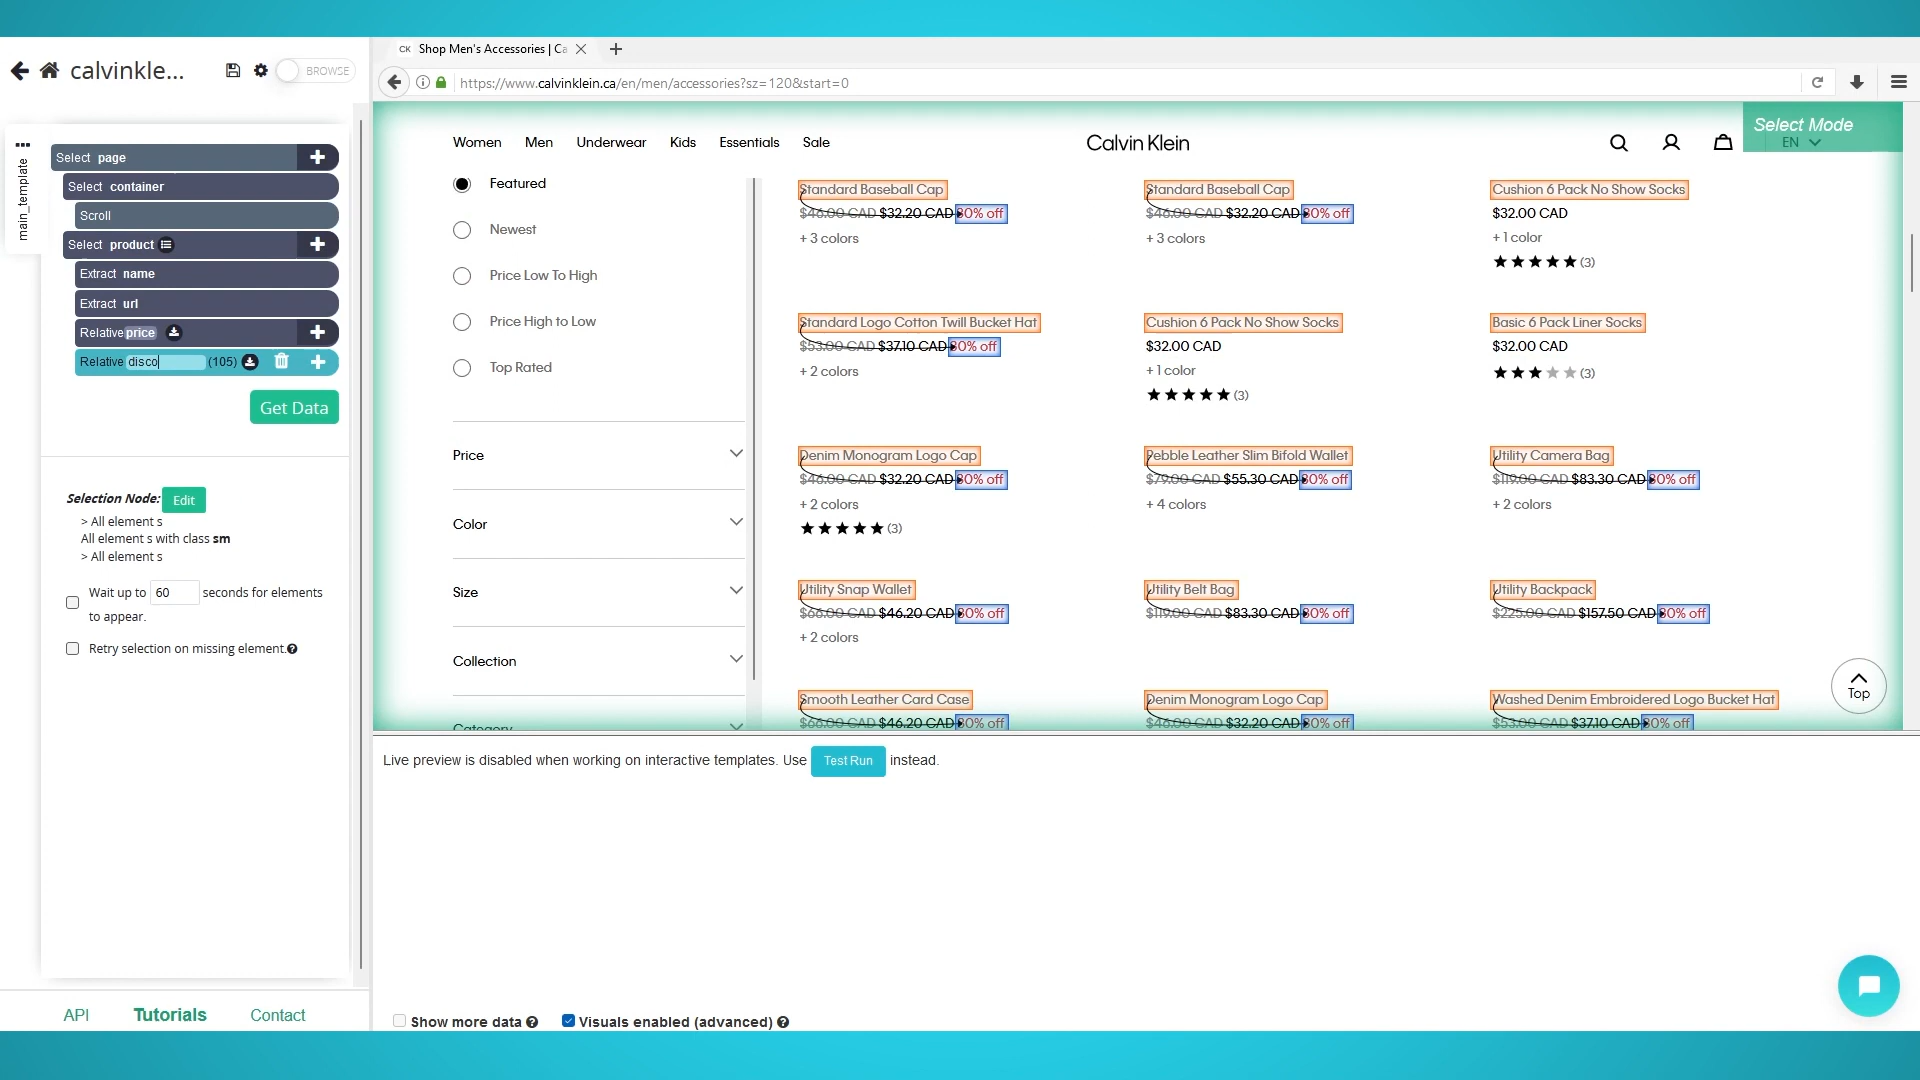 calvinkle...
BROWSE
main_template
Select page
Select container
Scroll
Select product
Extract name
Extract url
Relative price
Relative disco (105)
Get Data
Selection Node: Edit
> All element s
All element s with class sm
> All element s
Wait up to 60 seconds for elements
to appear.
Retry selection on missing element.
API Tutorials Contact
CK Shop Men's Accessories | Ca
https://www.calvinklein.ca/en/men/accessories?sz=120&start=0
Women Men Underwear Kids Essentials Sale
Calvin Klein
Select Mode
EN
Featured
Newest
Price Low To High
Price High to Low
Top Rated
Price
Color
Size
Collection
Category
Standard Baseball Cap
$46.00 CAD $32.20 CAD 30% off
+ 3 colors
Standard Baseball Cap
$46.00 CAD $32.20 CAD 30% off
+ 3 colors
Cushion 6 Pack No Show Socks
$32.00 CAD
+ 1 color
(3)
Standard Logo Cotton Twill Bucket Hat
$53.00 CAD $37.10 CAD 30% off
+ 2 colors
Cushion 6 Pack No Show Socks
$32.00 CAD
+ 1 color
(3)
Basic 6 Pack Liner Socks
$32.00 CAD
(3)
Denim Monogram Logo Cap
$46.00 CAD $32.20 CAD 30% off
+ 2 colors
(3)
Pebble Leather Slim Bifold Wallet
$79.00 CAD $55.30 CAD 30% off
+ 4 colors
Utility Camera Bag
$119.00 CAD $83.30 CAD 30% off
+ 2 colors
Utility Snap Wallet
$66.00 CAD $46.20 CAD 30% off
+ 2 colors
Utility Belt Bag
$119.00 CAD $83.30 CAD 30% off
Utility Backpack
$225.00 CAD $157.50 CAD 30% off
Smooth Leather Card Case
$66.00 CAD $46.20 CAD 30% off
Denim Monogram Logo Cap
$46.00 CAD $32.20 CAD 30% off
Washed Denim Embroidered Logo Bucket Hat
$53.00 CAD $37.10 CAD 30% off
Top
Live preview is disabled when working on interactive templates. Use Test Run instead.
Show more data Visuals enabled (advanced)